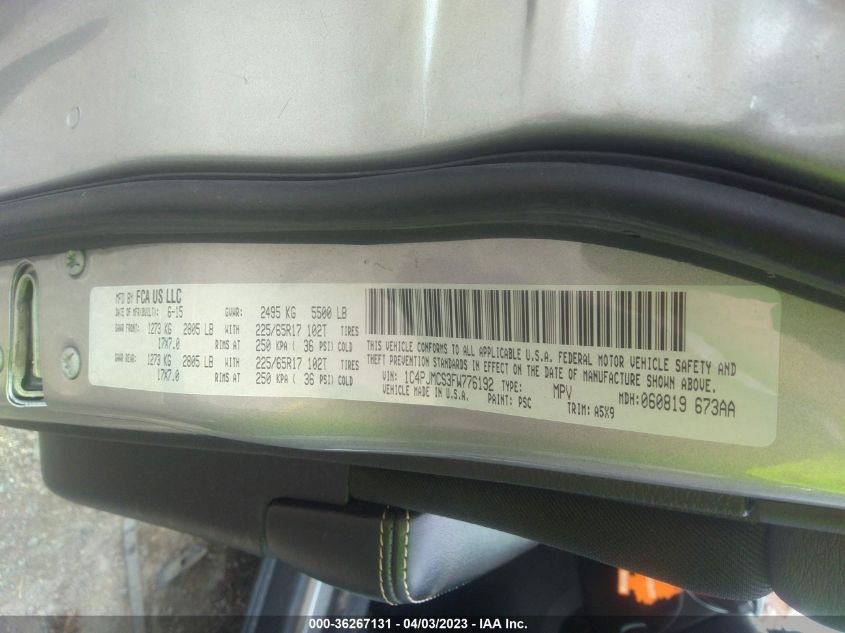 MFD BY FCA US LLC
DATE OF MFR(BUILT): 6-15 GVWR: 2495 KG 5500 LB
GAWR FRONT: 1273 KG 2805 LB WITH 225/65R17 102T TIRES
17X7.0 RIMS AT 250 KPA ( 36 PSI) COLD
GAWR REAR: 1273 KG 2805 LB WITH 225/65R17 102T TIRES
17X7.0 RIMS AT 250 KPA ( 36 PSI) COLD
THIS VEHICLE CONFORMS TO ALL APPLICABLE U.S.A. FEDERAL MOTOR VEHICLE SAFETY AND
THEFT PREVENTION STANDARDS IN EFFECT ON THE DATE OF MANUFACTURE SHOWN ABOVE.
VIN: 1C4PJMCS3FW776192 TYPE: MPV MDH: 060819 673AA
VEHICLE MADE IN U.S.A. PAINT: PSC TRIM: A5X9
000-36267131 - 04/03/2023 - IAA Inc.